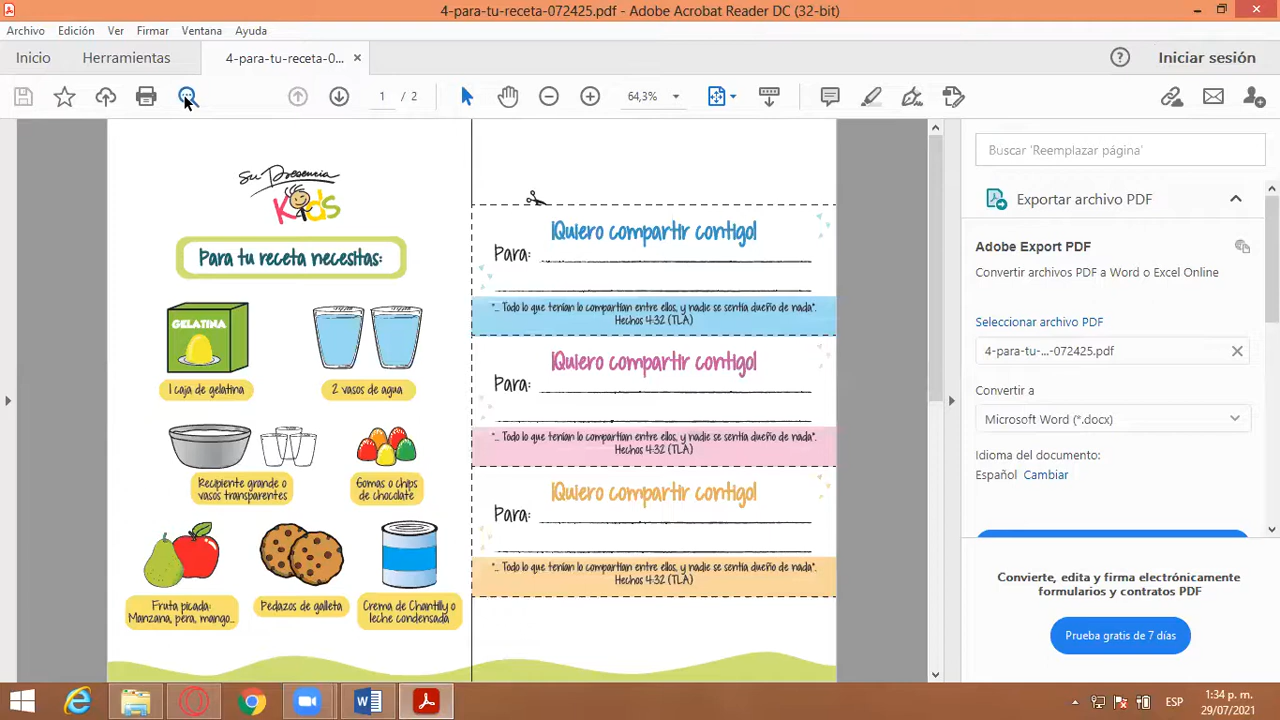 4-para-tu-receta-072425.pdf - Adobe Acrobat Reader DC (32-bit)
Archivo Edición Ver Firmar Ventana Ayuda
Inicio Herramientas 4-para-tu-receta-0... Iniciar sesión
1 / 2 64,3%
Su Presencia
Kids
Para tu receta necesitas:
GELATINA
1 caja de gelatina
2 vasos de agua
Recipiente grande o
vasos transparentes
Gomas o chips
de chocolate
Fruta picada:
Manzana, pera, mango...
Pedazos de galleta
Crema de Chantilly o
leche condensada
¡Quiero compartir contigo!
Para:
"... Todo lo que tenían lo compartían entre ellos, y nadie se sentía dueño de nada".
Hechos 4:32 (TLA)
¡Quiero compartir contigo!
Para:
"... Todo lo que tenían lo compartían entre ellos, y nadie se sentía dueño de nada".
Hechos 4:32 (TLA)
¡Quiero compartir contigo!
Para:
"... Todo lo que tenían lo compartían entre ellos, y nadie se sentía dueño de nada".
Hechos 4:32 (TLA)
Buscar 'Reemplazar página'
Exportar archivo PDF
Adobe Export PDF
Convertir archivos PDF a Word o Excel Online
Seleccionar archivo PDF
4-para-tu-...-072425.pdf
Convertir a
Microsoft Word (*.docx)
Idioma del documento:
Español Cambiar
Convierte, edita y firma electrónicamente
formularios y contratos PDF
Prueba gratis de 7 días
ESP
1:34 p. m.
29/07/2021